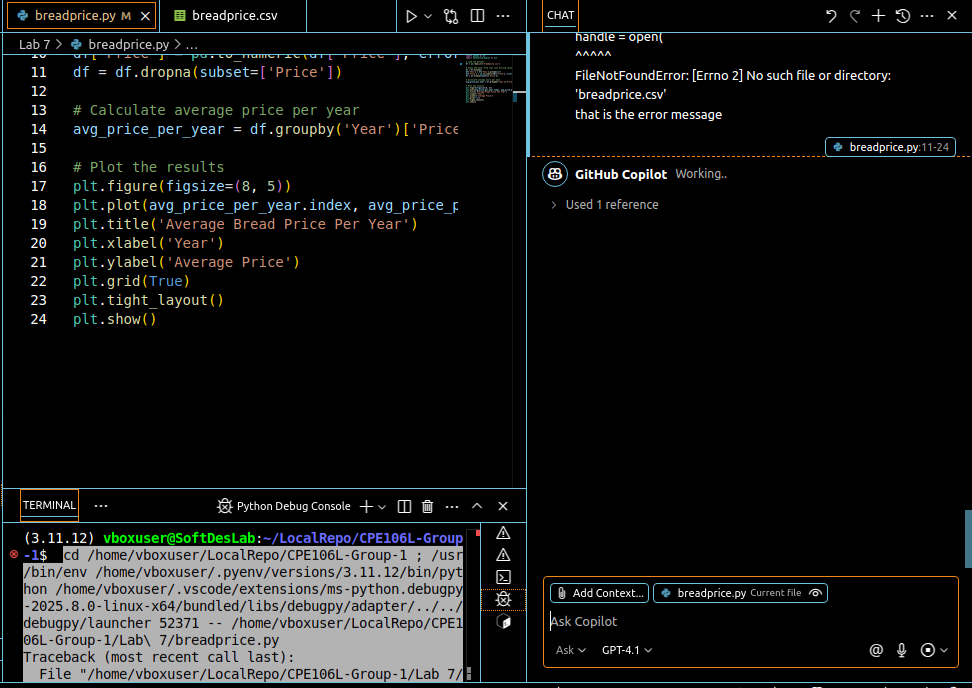 breadprice.py M
breadprice.csv
Lab 7 > breadprice.py > ...
10 df['Price'] = pd.to_numeric(df['Price'], error
11 df = df.dropna(subset=['Price'])
12
13 # Calculate average price per year
14 avg_price_per_year = df.groupby('Year')['Price
15
16 # Plot the results
17 plt.figure(figsize=(8, 5))
18 plt.plot(avg_price_per_year.index, avg_price_p
19 plt.title('Average Bread Price Per Year')
20 plt.xlabel('Year')
21 plt.ylabel('Average Price')
22 plt.grid(True)
23 plt.tight_layout()
24 plt.show()
TERMINAL ...
Python Debug Console
(3.11.12) vboxuser@SoftDesLab:~/LocalRepo/CPE106L-Group
-1$ cd /home/vboxuser/LocalRepo/CPE106L-Group-1 ; /usr
/bin/env /home/vboxuser/.pyenv/versions/3.11.12/bin/pyt
hon /home/vboxuser/.vscode/extensions/ms-python.debugpy
-2025.8.0-linux-x64/bundled/libs/debugpy/adapter/../../
debugpy/launcher 52371 -- /home/vboxuser/LocalRepo/CPE1
06L-Group-1/Lab\ 7/breadprice.py
Traceback (most recent call last):
File "/home/vboxuser/LocalRepo/CPE106L-Group-1/Lab 7/
CHAT
handle = open(
^^^^^
FileNotFoundError: [Errno 2] No such file or directory:
'breadprice.csv'
that is the error message
breadprice.py:11-24
GitHub Copilot Working..
> Used 1 reference
Add Context...
breadprice.py Current file
Ask Copilot
Ask
GPT-4.1